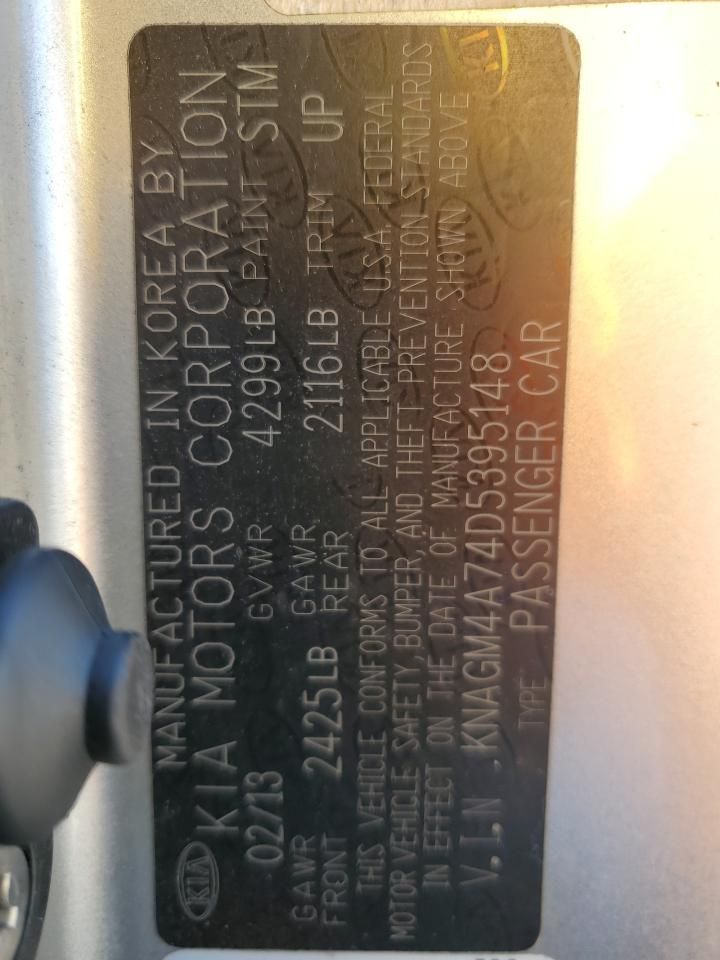 MANUFACTURED IN KOREA BY
KIA KIA MOTORS CORPORATION
02/13 GVWR 4299LB PAINT STM
GAWR FRONT 2425LB GAWR REAR 2116LB TRIM UP
THIS VEHICLE CONFORMS TO ALL APPLICABLE U.S.A. FEDERAL
MOTOR VEHICLE SAFETY, BUMPER, AND THEFT PREVENTION STANDARDS
IN EFFECT ON THE DATE OF MANUFACTURE SHOWN ABOVE
V.I.N. KNAGM4A74D5395148
TYPE PASSENGER CAR